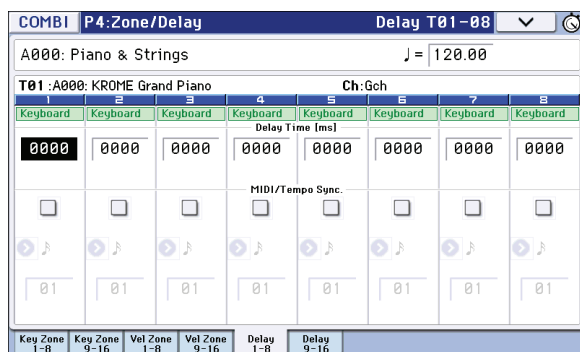 COMBI P4:Zone/Delay Delay T01-08
A000: Piano & Strings ♩= 120.00
T01 :A000: KROME Grand Piano Ch:Gch
1 2 3 4 5 6 7 8
Keyboard Keyboard Keyboard Keyboard Keyboard Keyboard Keyboard Keyboard
Delay Time [ms]
0000 0000 0000 0000 0000 0000 0000 0000
MIDI/Tempo Sync.
01 01 01 01 01 01 01 01
Key Zone 1-8 Key Zone 9-16 Vel Zone 1-8 Vel Zone 9-16 Delay 1-8 Delay 9-16